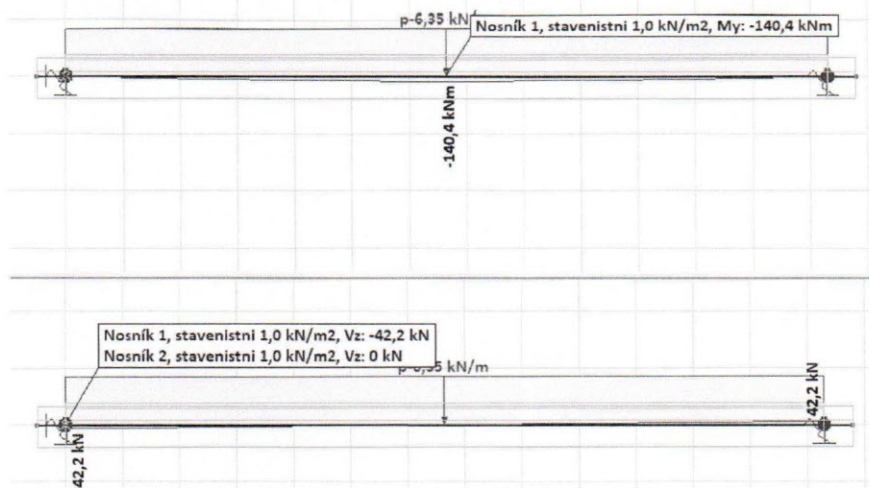 p-6,35 kN/
Nosník 1, stavenistni 1,0 kN/m2, My: -140,4 kNm
-140,4 kNm
Nosník 1, stavenistni 1,0 kN/m2, Vz: -42,2 kN
Nosník 2, stavenistni 1,0 kN/m2, Vz: 0 kN
p-6,35 kN/m
42,2 kN
42,2 kN